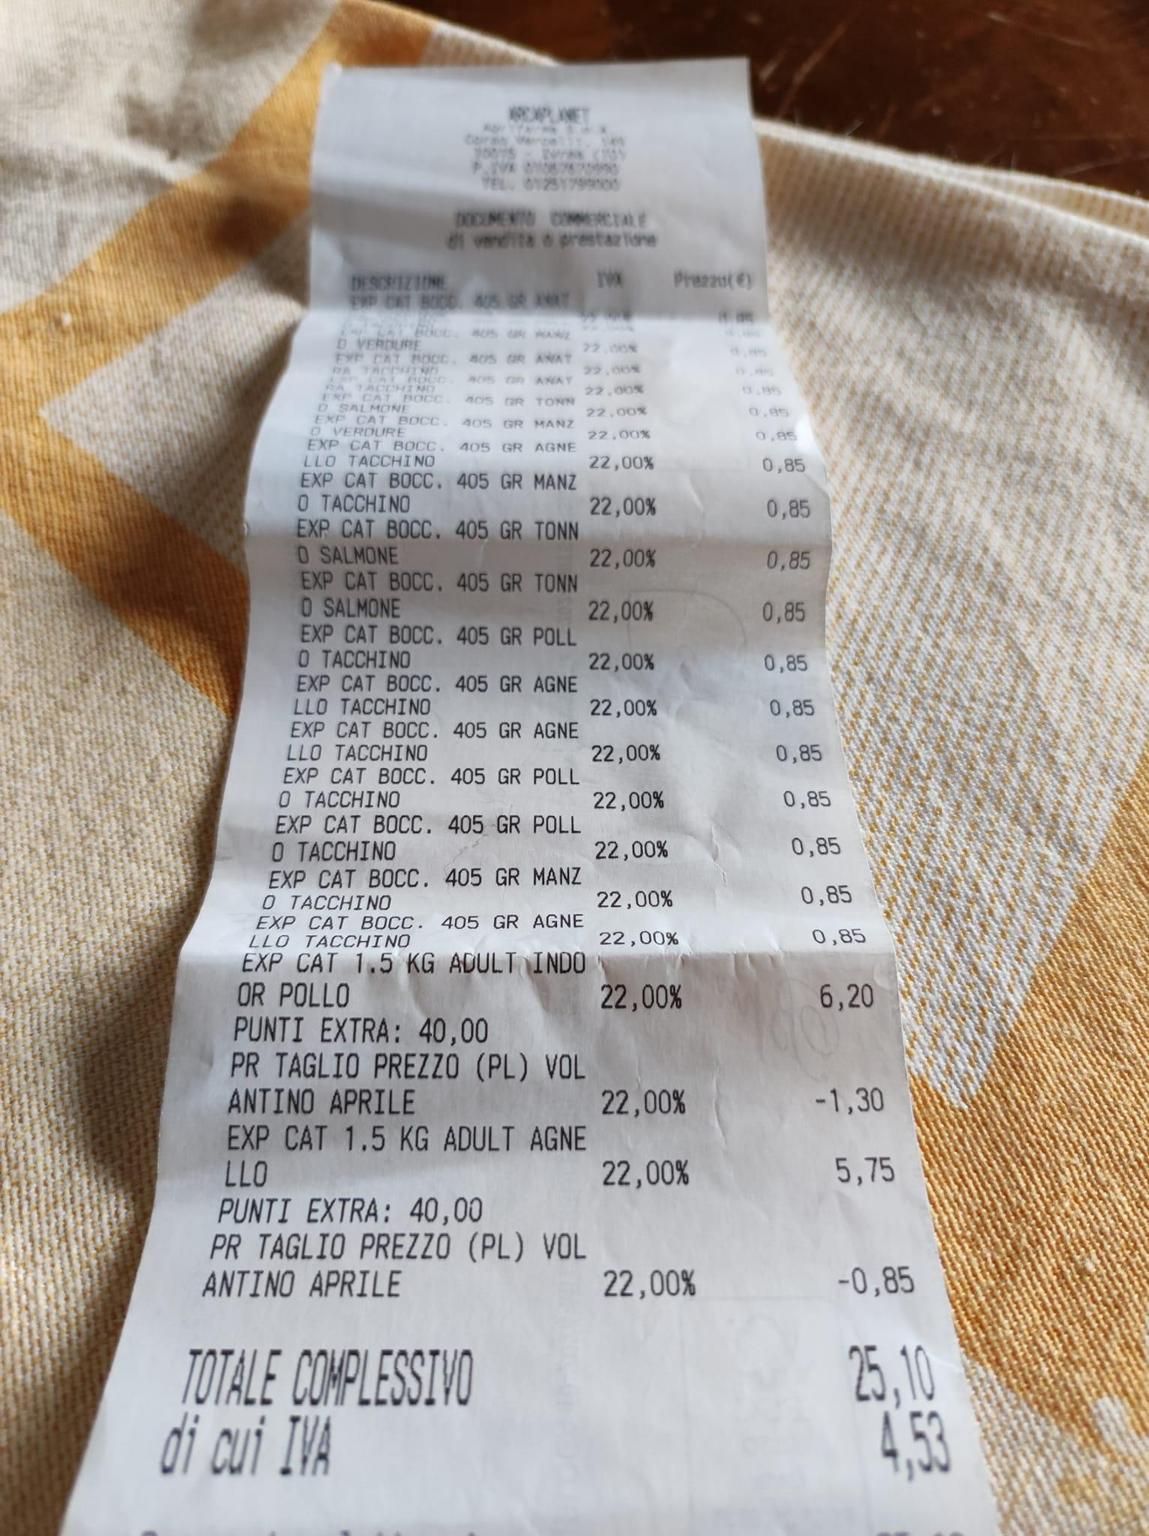 ARCAPLANET
DOCUMENTO COMMERCIALE
di vendita o prestazione
DESCRIZIONE IVA Prezzo(€)
EXP CAT BOCC. 405 GR ANAT
EXP CAT BOCC. 405 GR MANZ
O VERDURE 22,00% 0,85
EXP CAT BOCC. 405 GR ANAT
RA TACCHINO 22,00% 0,85
EXP CAT BOCC. 405 GR ANAT
RA TACCHINO 22,00% 0,85
EXP CAT BOCC. 405 GR TONN
O SALMONE 22,00% 0,85
EXP CAT BOCC. 405 GR MANZ
O VERDURE 22,00% 0,85
EXP CAT BOCC. 405 GR AGNE
LLO TACCHINO 22,00% 0,85
EXP CAT BOCC. 405 GR MANZ
O TACCHINO 22,00% 0,85
EXP CAT BOCC. 405 GR TONN
O SALMONE 22,00% 0,85
EXP CAT BOCC. 405 GR TONN
O SALMONE 22,00% 0,85
EXP CAT BOCC. 405 GR POLL
O TACCHINO 22,00% 0,85
EXP CAT BOCC. 405 GR AGNE
LLO TACCHINO 22,00% 0,85
EXP CAT BOCC. 405 GR AGNE
LLO TACCHINO 22,00% 0,85
EXP CAT BOCC. 405 GR POLL
O TACCHINO 22,00% 0,85
EXP CAT BOCC. 405 GR POLL
O TACCHINO 22,00% 0,85
EXP CAT BOCC. 405 GR MANZ
O TACCHINO 22,00% 0,85
EXP CAT BOCC. 405 GR AGNE
LLO TACCHINO 22,00% 0,85
EXP CAT 1.5 KG ADULT INDO
OR POLLO 22,00% 6,20
PUNTI EXTRA: 40,00
PR TAGLIO PREZZO (PL) VOL
ANTINO APRILE 22,00% -1,30
EXP CAT 1.5 KG ADULT AGNE
LLO 22,00% 5,75
PUNTI EXTRA: 40,00
PR TAGLIO PREZZO (PL) VOL
ANTINO APRILE 22,00% -0,85
TOTALE COMPLESSIVO 25,10
di cui IVA 4,53